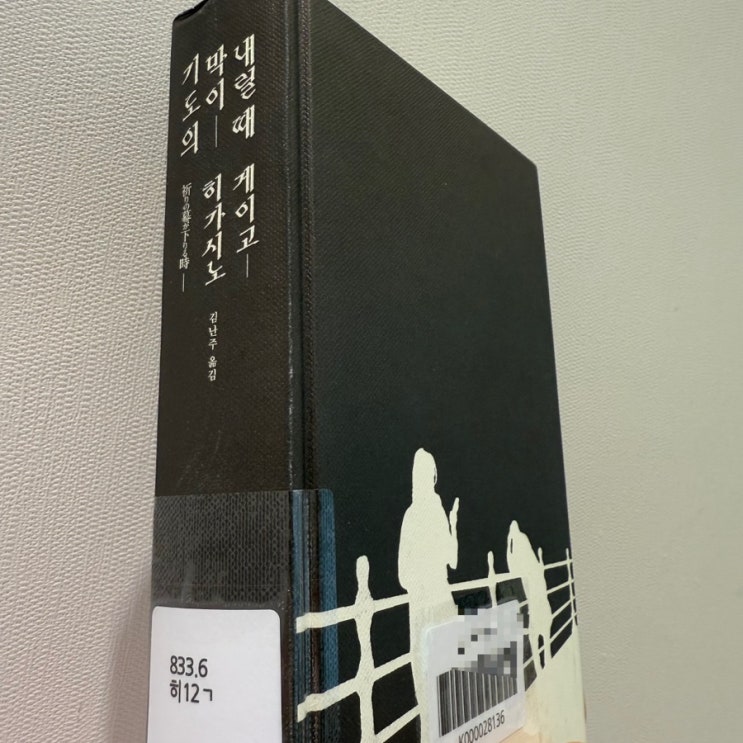 기도의
막이
내릴 때
祈りの幕が下りる時
히가시노
게이고
김난주 옮김
833.6
히12ㄱ
K000028136